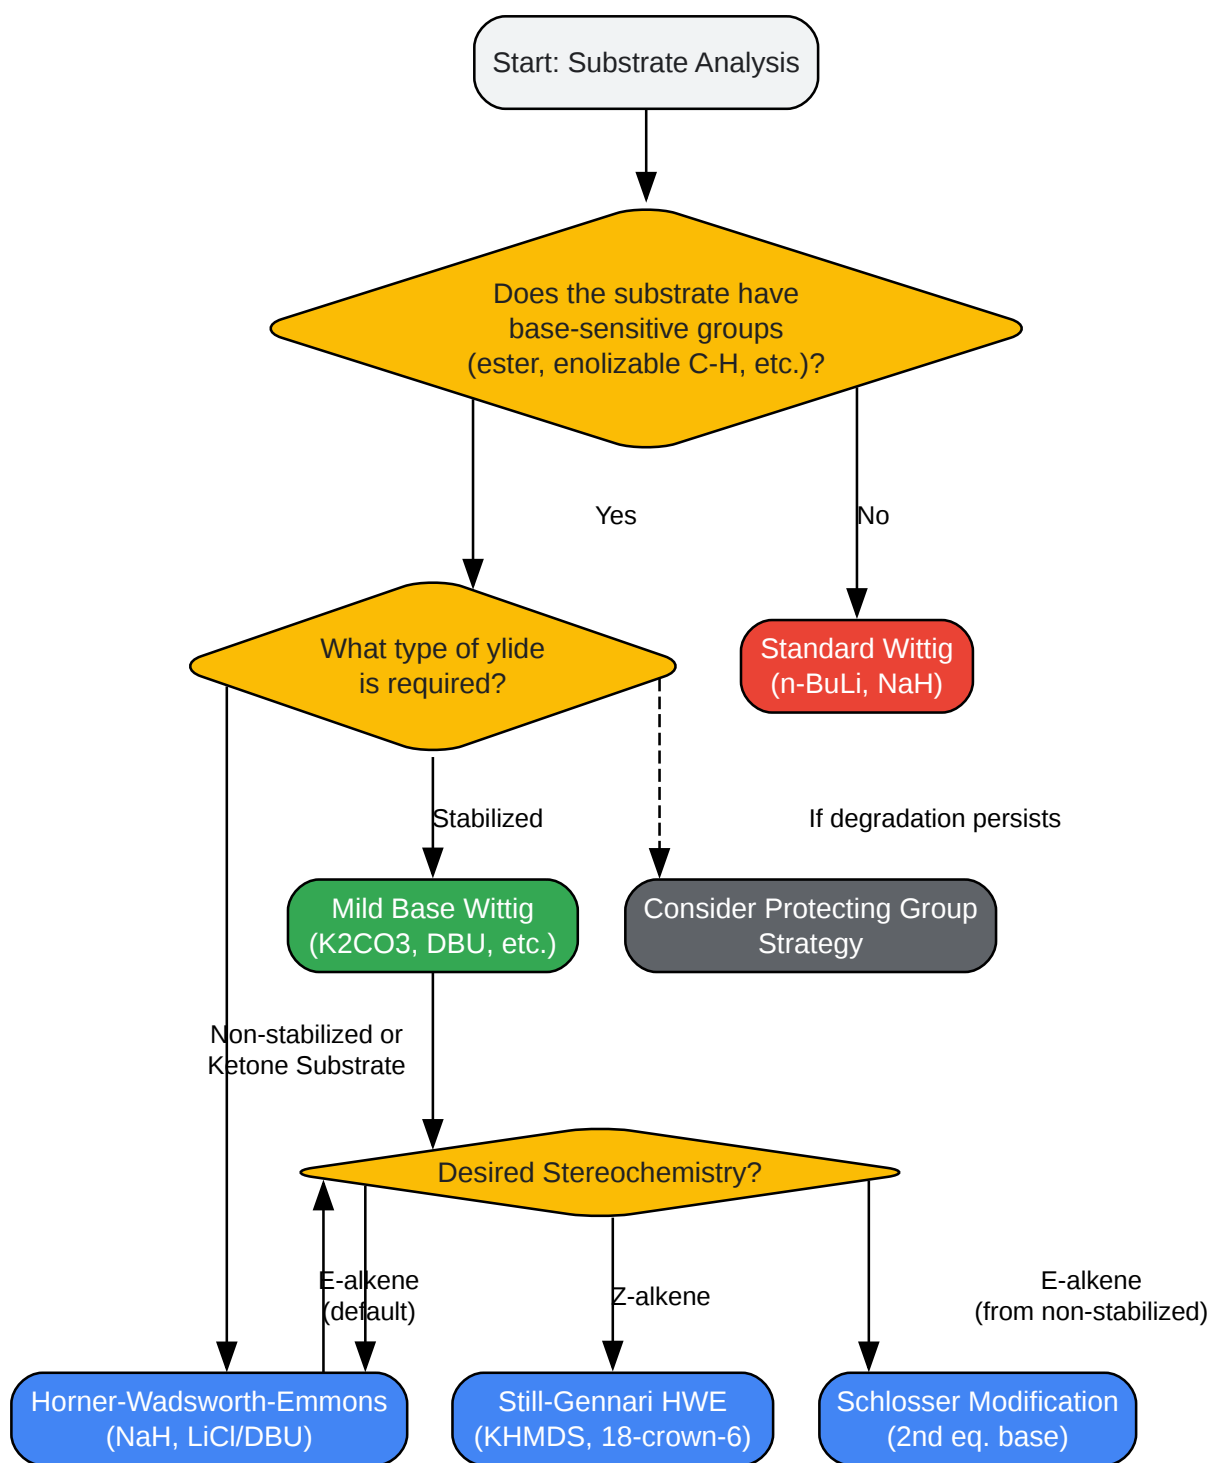 Start: Substrate Analysis
Does the substrate have
base-sensitive groups
(ester, enolizable C-H, etc.)?
Yes
No
What type of ylide
is required?
Standard Wittig
(n-BuLi, NaH)
Stabilized
If degradation persists
Mild Base Wittig
(K2CO3, DBU, etc.)
Consider Protecting Group
Strategy
Non-stabilized or
Ketone Substrate
Desired Stereochemistry?
E-alkene
(default)
Z-alkene
E-alkene
(from non-stabilized)
Horner-Wadsworth-Emmons
(NaH, LiCl/DBU)
Still-Gennari HWE
(KHMDS, 18-crown-6)
Schlosser Modification
(2nd eq. base)